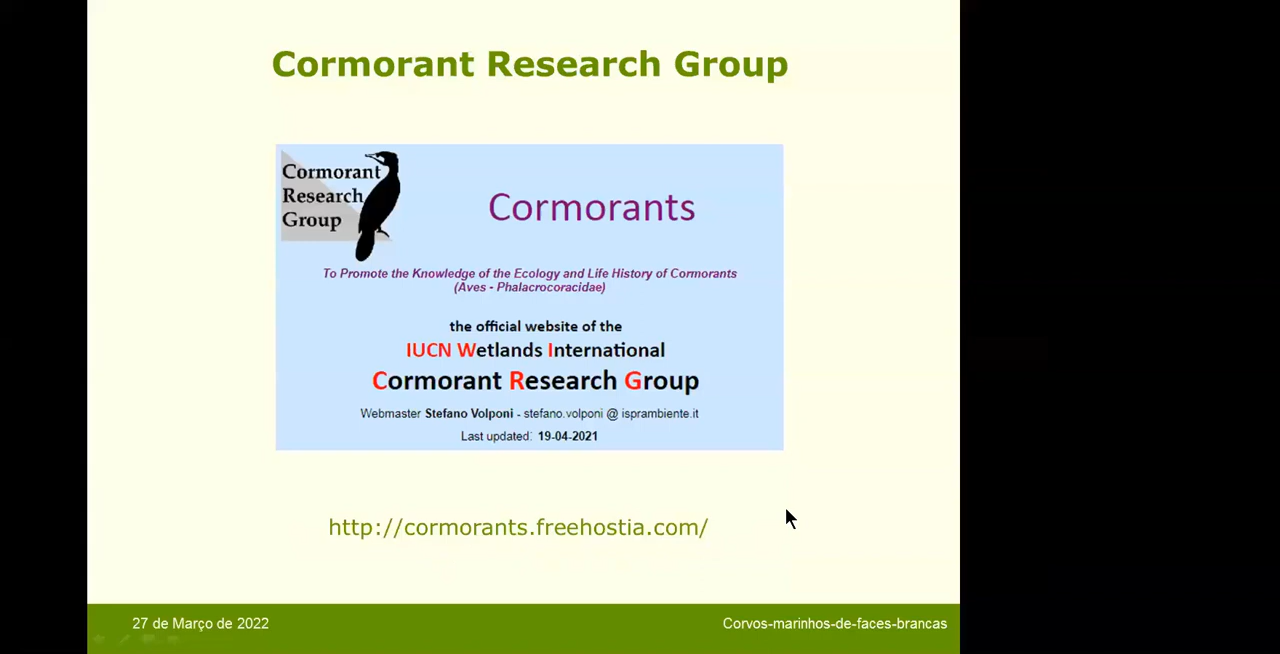 Cormorant Research Group
Cormorant
Research
Group
Cormorants
To Promote the Knowledge of the Ecology and Life History of Cormorants
(Aves - Phalacrocoracidae)
the official website of the
IUCN Wetlands International
Cormorant Research Group
Webmaster Stefano Volponi - stefano.volponi @ isprambiente.it
Last updated: 19-04-2021
http://cormorants.freehostia.com/
27 de Março de 2022
Corvos-marinhos-de-faces-brancas